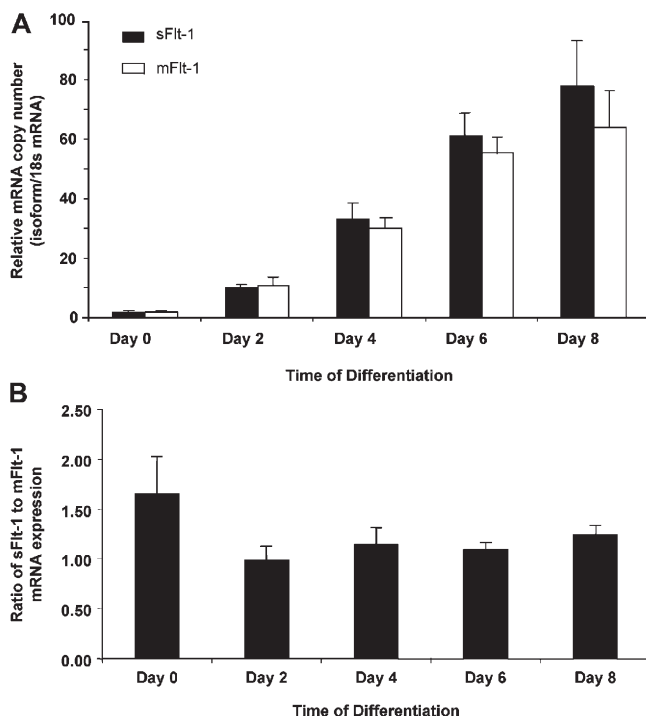 A
100
80
60
40
20
0
Relative mRNA copy number
(isoform/18s mRNA)
sFlt-1
mFlt-1
Day 0 Day 2 Day 4 Day 6 Day 8
Time of Differentiation
B
2.50
2.00
1.50
1.00
0.50
0.00
Ratio of sFlt-1 to mFlt-1
mRNA expression
Day 0 Day 2 Day 4 Day 6 Day 8
Time of Differentiation